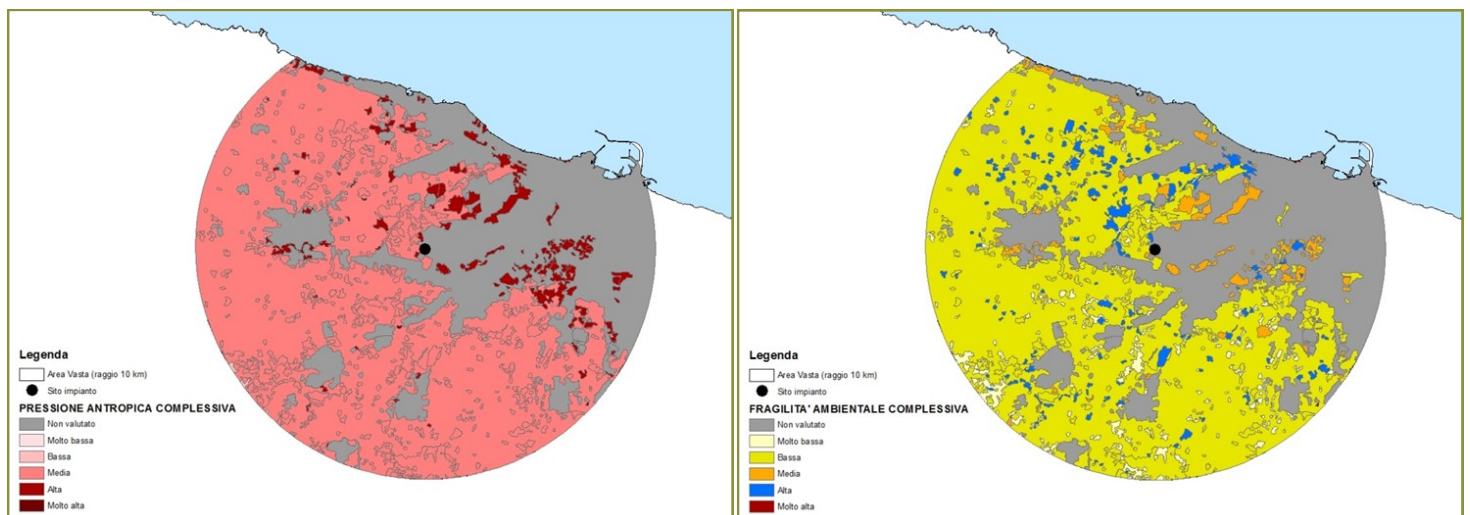 Legenda
Area Vasta (raggio 10 km)
Sito impianto
PRESSIONE ANTROPICA COMPLESSIVA
Non valutato
Molto bassa
Bassa
Media
Alta
Molto alta
Legenda
Area Vasta (raggio 10 km)
Sito impianto
FRAGILITA' AMBIENTALE COMPLESSIVA
Non valutato
Molto bassa
Bassa
Media
Alta
Molto alta